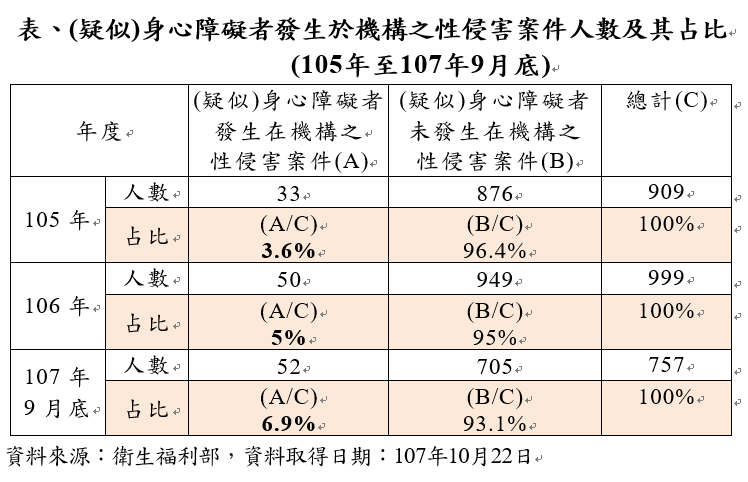 表、(疑似)身心障礙者發生於機構之性侵害案件人數及其占比
(105年至107年9月底)
年度
(疑似)身心障礙者
發生在機構之
性侵害案件(A)
(疑似)身心障礙者
未發生在機構之
性侵害案件(B)
總計(C)
105 年
人數
33
876
909
占比
(A/C)
3.6%
(B/C)
96.4%
100%
106 年
人數
50
949
999
占比
(A/C)
5%
(B/C)
95%
100%
107 年
9 月底
人數
52
705
757
占比
(A/C)
6.9%
(B/C)
93.1%
100%
資料來源：衛生福利部，資料取得日期：107年10月22日